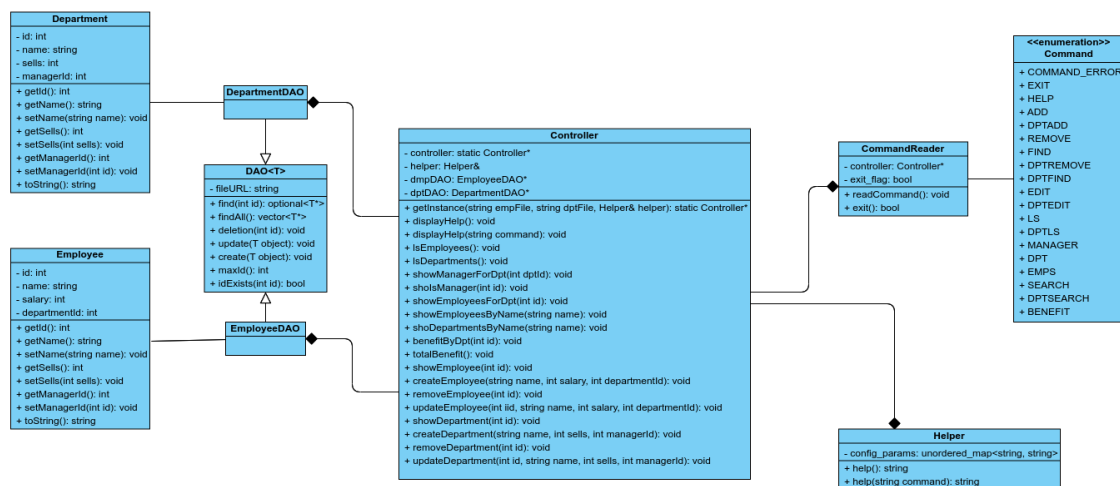 Department
- id: int
- name: string
- sells: int
- managerId: int
+ getId(): int
+ getName(): string
+ setName(string name): void
+ getSells(): int
+ setSells(int sells): void
+ getManagerId(): int
+ setManagerId(int id): void
+ toString(): string
DepartmentDAO
DAO<T>
- fileURL: string
+ find(int id): optional<T*>
+ findAll(): vector<T*>
+ deletion(int id): void
+ update(T object): void
+ create(T object): void
+ maxId(): int
+ idExists(int id): bool
Employee
- id: int
- name: string
- salary: int
- departmentId: int
+ getId(): int
+ getName(): string
+ setName(string name): void
+ getSells(): int
+ setSells(int sells): void
+ getManagerId(): int
+ setManagerId(int id): void
+ toString(): string
EmployeeDAO
Controller
- controller: static Controller*
- helper: Helper&
- dmpDAO: EmployeeDAO*
- dptDAO: DepartmentDAO*
+ getInstance(string empFile, string dptFile, Helper& helper): static Controller*
+ displayHelp(): void
+ displayHelp(string command): void
+ lsEmployees(): void
+ lsDepartments(): void
+ showManagerForDpt(int dptId): void
+ shoIsManager(int id): void
+ showEmployeesForDpt(int id): void
+ showEmployeesByName(string name): void
+ shoDepartmentsByName(string name): void
+ benefitByDpt(int id): void
+ totalBenefit(): void
+ showEmployee(int id): void
+ createEmployee(string name, int salary, int departmentId): void
+ removeEmployee(int id): void
+ updateEmployee(int iid, string name, int salary, int departmentId): void
+ showDepartment(int id): void
+ createDepartment(string name, int sells, int managerId): void
+ removeDepartment(int id): void
+ updateDepartment(int id, string name, int sells, int managerId): void
CommandReader
- controller: Controller*
- exit_flag: bool
+ readCommand(): void
+ exit(): bool
<<enumeration>>
Command
+ COMMAND_ERROR
+ EXIT
+ HELP
+ ADD
+ DPTADD
+ REMOVE
+ FIND
+ DPTREMOVE
+ DPTFIND
+ EDIT
+ DPTEDIT
+ LS
+ DPTLS
+ MANAGER
+ DPT
+ EMPS
+ SEARCH
+ DPTSEARCH
+ BENEFIT
Helper
- config_params: unordered_map<string, string>
+ help(): string
+ help(string command): string